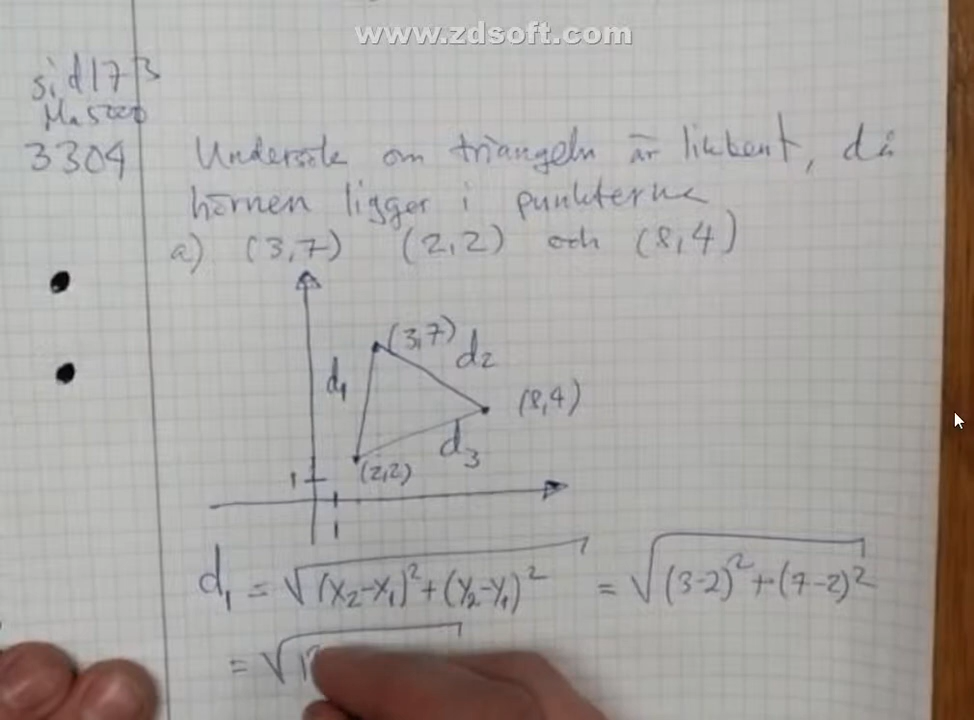 www.zdsoft.com
sid 173
Ma 5000
3304 Undersök om triangeln är likbent, då
hörnen ligger i punkterna
a) (3,7) (2,2) och (8,4)
(3,7)
d₂
d₁
(8,4)
d₃
(2,2)
1
1
d₁ = √(x₂-x₁)²+(y₂-y₁)² = √(3-2)²+(7-2)²
= √1